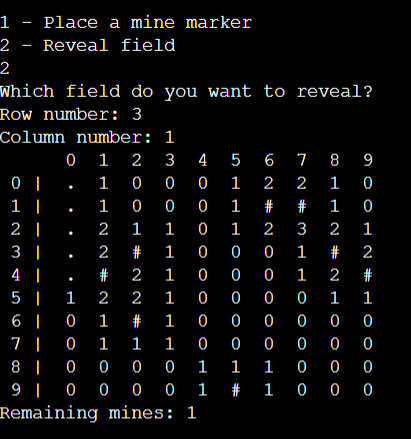 1 - Place a mine marker
2 - Reveal field
2
Which field do you want to reveal?
Row number: 3
Column number: 1
0 1 2 3 4 5 6 7 8 9
0 | . 1 0 0 0 1 2 2 1 0
1 | . 1 0 0 0 1 # # 1 0
2 | . 2 1 1 0 1 2 3 2 1
3 | . 2 # 1 0 0 0 1 # 2
4 | . # 2 1 0 0 0 1 2 #
5 | 1 2 2 1 0 0 0 0 1 1
6 | 0 1 # 1 0 0 0 0 0 0
7 | 0 1 1 1 0 0 0 0 0 0
8 | 0 0 0 0 1 1 1 0 0 0
9 | 0 0 0 0 1 # 1 0 0 0
Remaining mines: 1